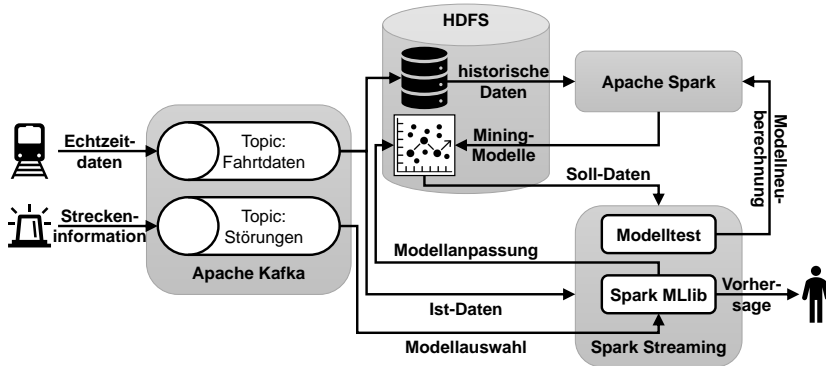 HDFS
historische
Daten
Apache Spark
Echtzeit-
daten
Topic:
Fahrtdaten
Mining-
Modelle
Modellneu-
berechnung
Soll-Daten
Strecken-
information
Topic:
Störungen
Modelltest
Modellanpassung
Apache Kafka
Spark MLlib
Vorher-
sage
Ist-Daten
Modellauswahl
Spark Streaming